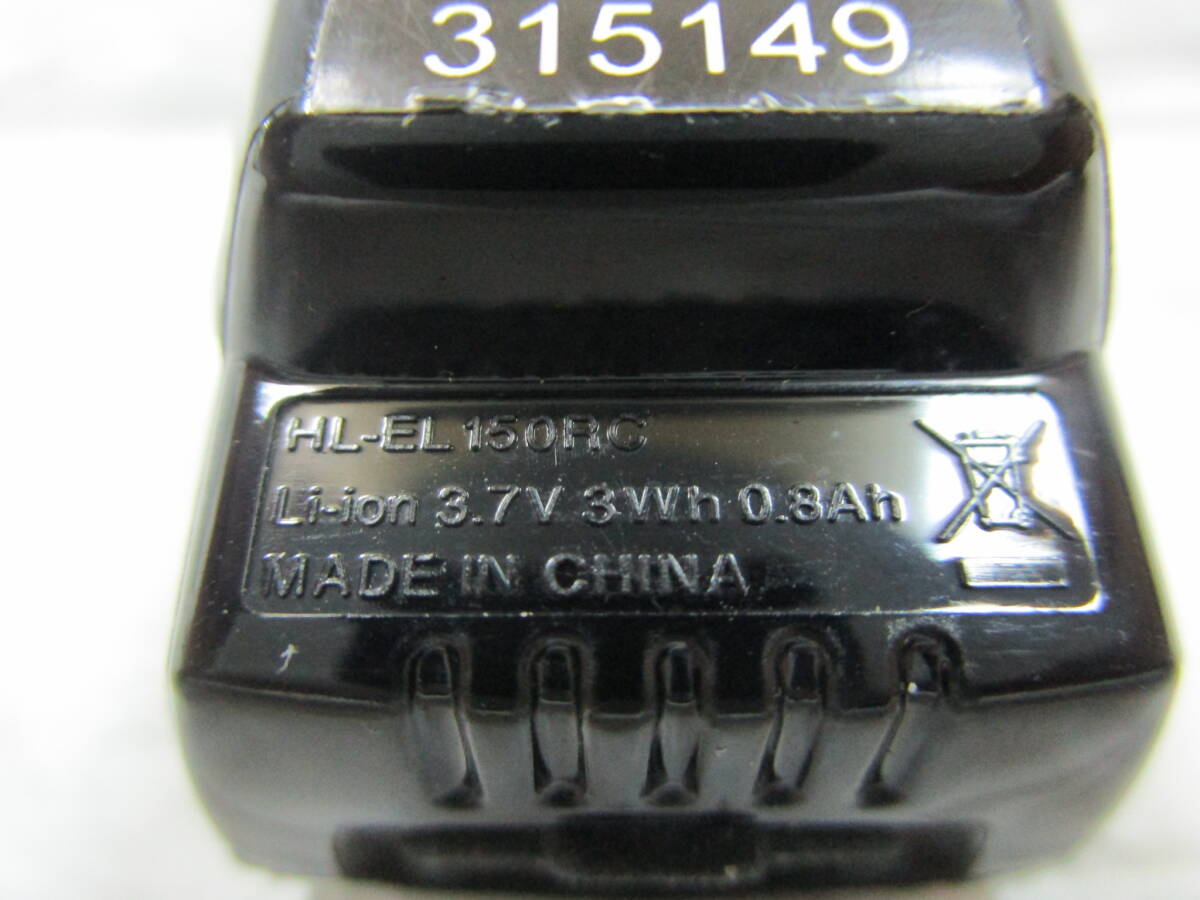 315149
HL-EL150RC
Li-ion 3.7V 3Wh 0.8Ah
MADE IN CHINA